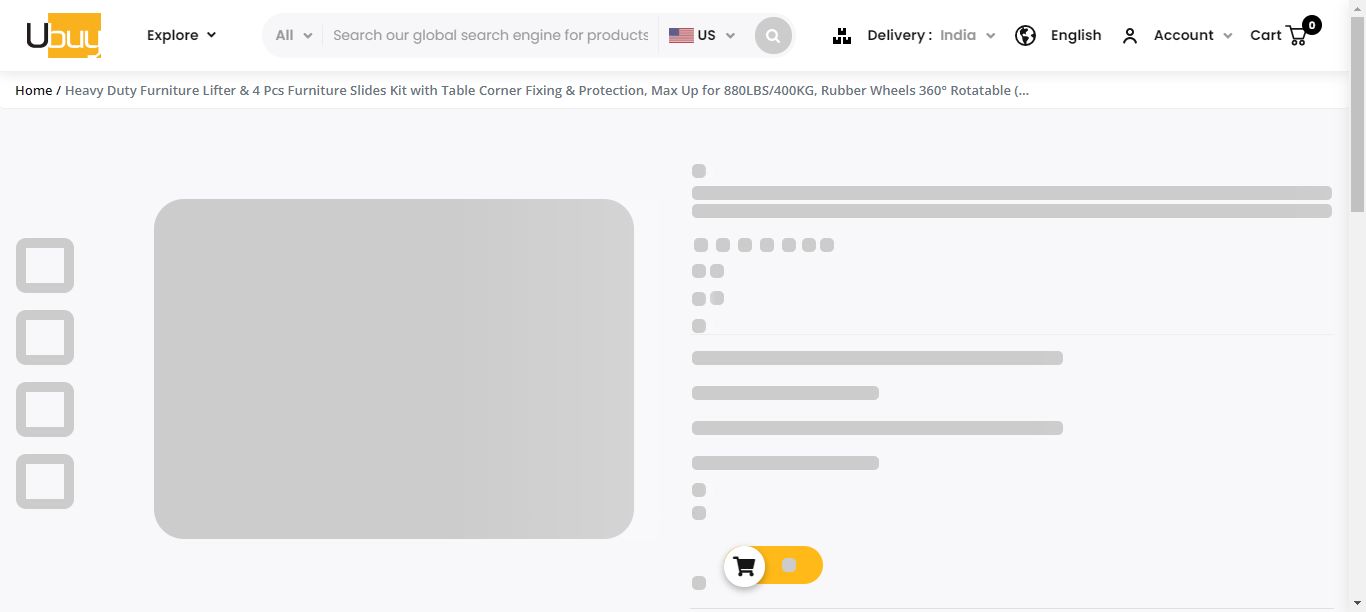 Ubuy
Explore
All
Search our global search engine for products
US
Delivery :
India
English
Account
Cart
0
Home / Heavy Duty Furniture Lifter & 4 Pcs Furniture Slides Kit with Table Corner Fixing & Protection, Max Up for 880LBS/400KG, Rubber Wheels 360° Rotatable (...